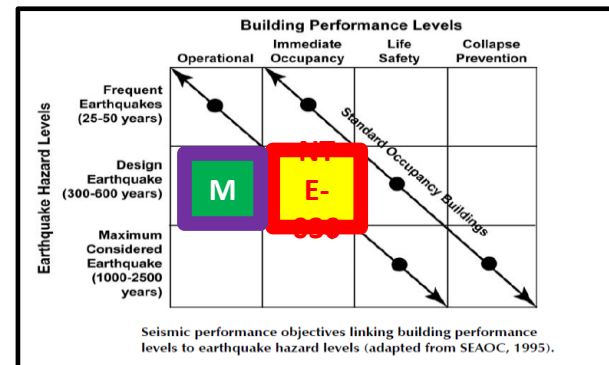 Building Performance Levels
Operational
Immediate
Occupancy
Life
Safety
Collapse
Prevention
Earthquake Hazard Levels
Frequent
Earthquakes
(25-50 years)
Design
Earthquake
(300-600 years)
Maximum
Considered
Earthquake
(1000-2500
years)
M
NT
E-
Standard Occupancy Buildings
Seismic performance objectives linking building performance
levels to earthquake hazard levels (adapted from SEAOC, 1995).